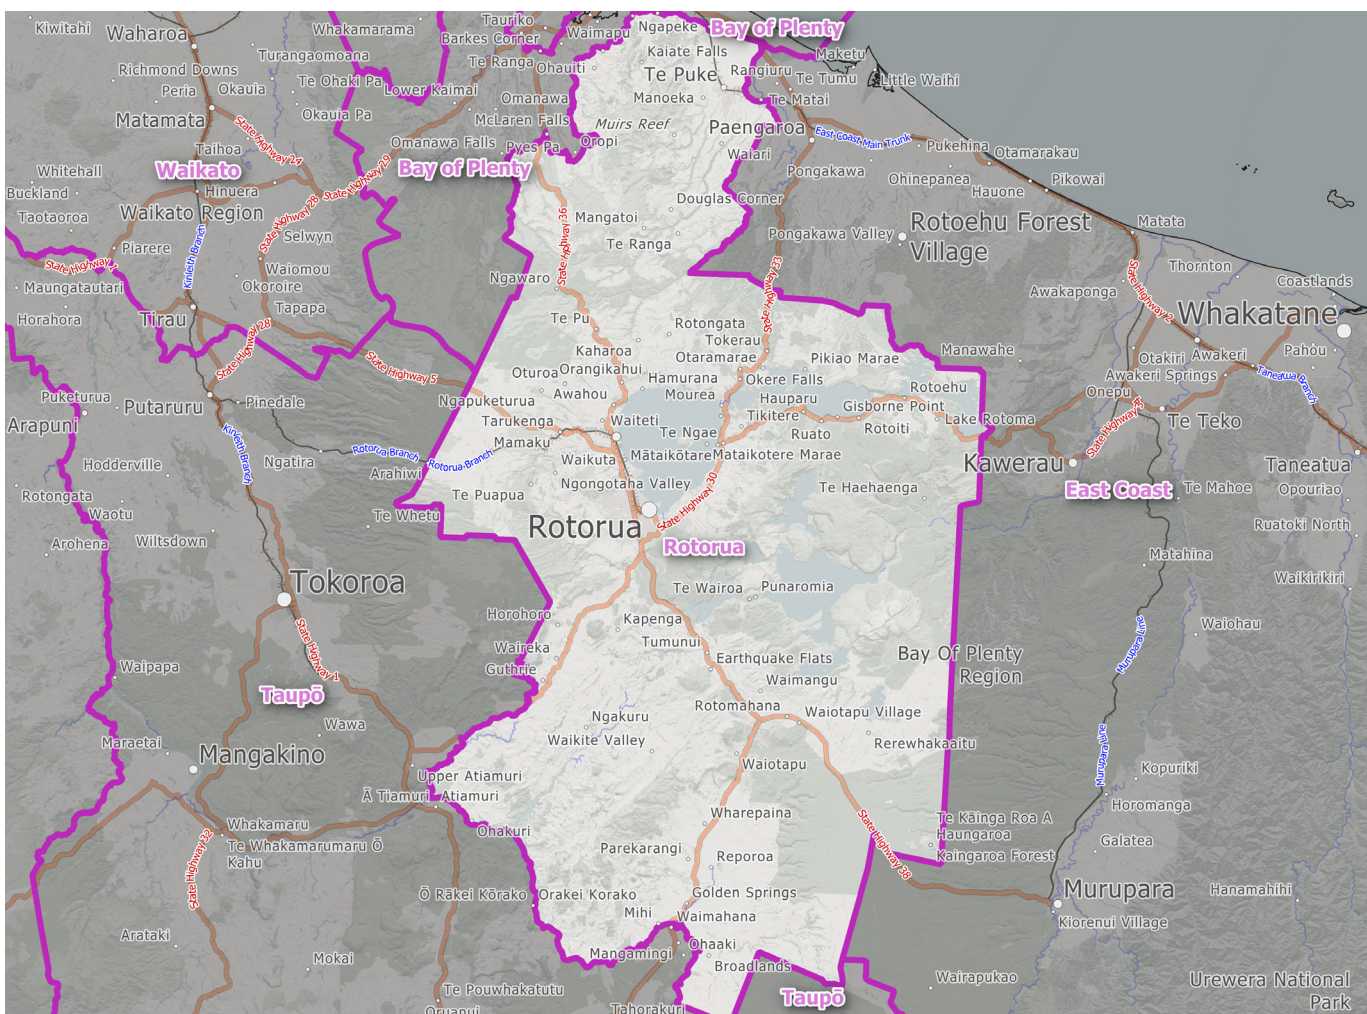 Kiwitahi
Waharoa
Whakamarama
Tauriko
Barkes Corner
Waimapu
Ngapeke
Bay of Plenty
Kaiate Falls
Maketu
Turangaomoana
Te Ranga
Ohauiti
Te Puke
Rangiuru
Te Tumu
Little Waihi
Richmond Downs
Peria
Okauia
Te Ohaki Pa
Lower Kaimai
Omanawa
Manoeka
Te Matai
Matamata
Okauia Pa
McLaren Falls
Muirs Reef
Paengaroa
State Highway 24
East Coast Main Trunk
Taihoa
Omanawa Falls
Pyes Pa
Oropi
Waiari
Pukehina
Otamarakau
Whitehall
Waikato
State Highway 29
Bay of Plenty
Pongakawa
Ohinepanea
Hauone
Pikowai
Buckland
Hinuera
Douglas Corner
Taotaoroa
Waikato Region
State Highway 28
State Highway 36
Mangatoi
Rotoehu Forest
Village
Matata
Piarere
Kinleith Branch
Selwyn
Te Ranga
Pongakawa Valley
State Highway 1
Waiomou
Ngawaro
State Highway 33
State Highway 2
Thornton
Maungatautari
Okoroire
Awakaponga
Coastlands
Horahora
Tirau
Tapapa
Te Pu
Rotongata
Tokerau
Whakatane
State Highway 28
Kaharoa
Otaramarae
Pikiao Marae
Manawahe
Otakiri
Awakeri
Pahou
State Highway 5
Oturoa
Orangikahui
Hamurana
Okere Falls
Rotoehu
Awakeri Springs
Taneatua Branch
Puketurua
Putaruru
Pinedale
Ngapuketurua
Awahou
Mourea
Hauparu
Gisborne Point
Onepu
Arapuni
Tarukenga
Waiteti
Tikitere
Lake Rotoma
State Highway
Te Teko
Kinleith Branch
Mamaku
Te Ngae
Ruato
Rotoiti
Hodderville
Ngatira
Rotorua Branch
Rotorua Branch
Waikuta
Mātaikōtare
Mataikotere Marae
Kawerau
Taneatua
Arahiwi
Rotongata
Te Puapua
Ngongotaha Valley
State Highway 30
Te Haehaenga
East Coast
Te Mahoe
Opouriao
Waotu
Te Whetu
Rotorua
Ruatoki North
Arohena
Wiltsdown
Rotorua
Matahina
Tokoroa
Te Wairoa
Punaromia
Waikirikiri
Horohoro
Kapenga
Waiohau
State Highway 1
Waireka
Tumunui
Murupara Line
Waipapa
Guthrie
Earthquake Flats
Bay Of Plenty
Region
Taupō
Waimangu
Wawa
Ngakuru
Rotomahana
Waiotapu Village
Maraetai
Mangakino
Waikite Valley
Rerewhakaaitu
Murupara Line
Upper Atiamuri
Waiotapu
Kopuriki
Ā Tiamuri
Atiamuri
Horomanga
Whakamaru
Ohakuri
Wharepaina
Te Kāinga Roa A
Haungaroa
State Highway 32
Te Whakamarumaru Ō
Kahu
Parekarangi
Reporoa
State Highway 38
Kaingaroa Forest
Galatea
Ō Rākei Kōrako
Orakei Korako
Golden Springs
Murupara
Hanamahihi
Mihi
Waimahana
Kiorenui Village
Arataki
Ohaaki
Mokai
Mangamingi
Broadlands
Wairapukao
Urewera National
Park
Te Pouwhakatutu
Taupō
Oruanui
Tahorakuri